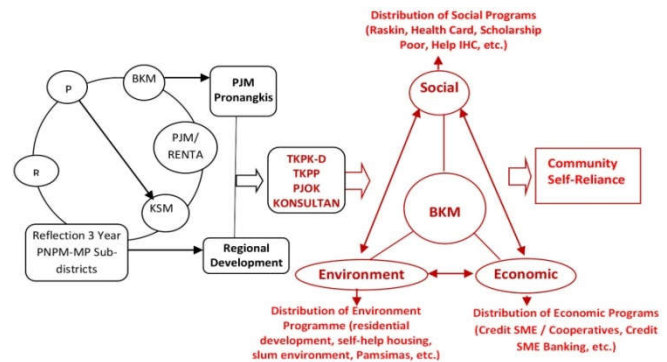 Distribution of Social Programs
(Raskin, Health Card, Scholarship
Poor, Help IHC, etc.)
P
BKM
PJM
Pronangkis
Social
R
PJM/
RENTA
KSM
TKPK-D
TKPP
PJOK
KONSULTAN
BKM
Community
Self-Reliance
Reflection 3 Year
PNPM-MP Sub-
districts
Regional
Development
Environment
Economic
Distribution of Environment
Programme (residential
development, self-help housing,
slum environment, Pamsimas, etc.)
Distribution of Economic Programs
(Credit SME / Cooperatives, Credit
SME Banking, etc.)